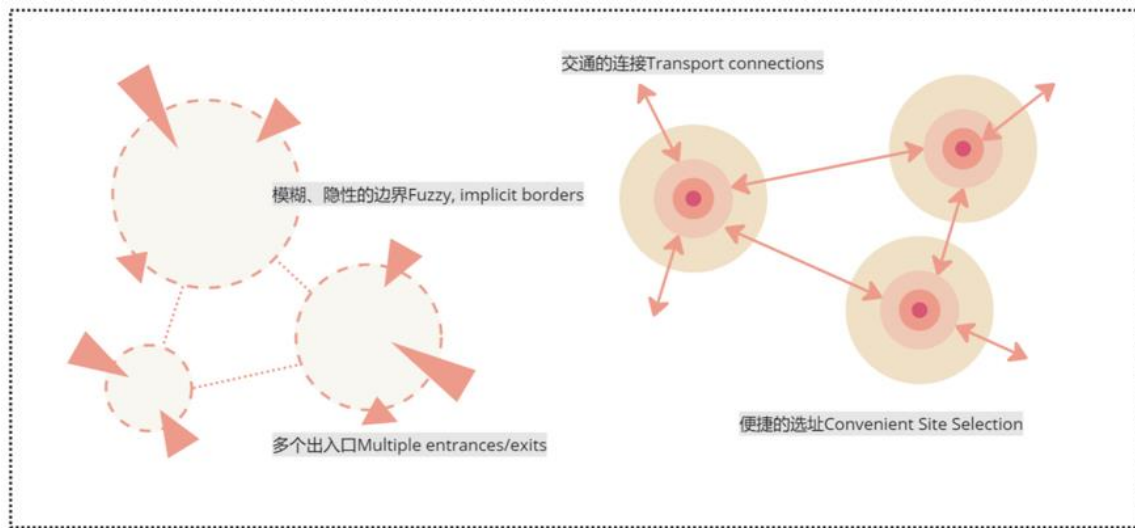 交通的连接Transport connections
模糊、隐性的边界Fuzzy, implicit borders
便捷的选址Convenient Site Selection
多个出入口Multiple entrances/exits